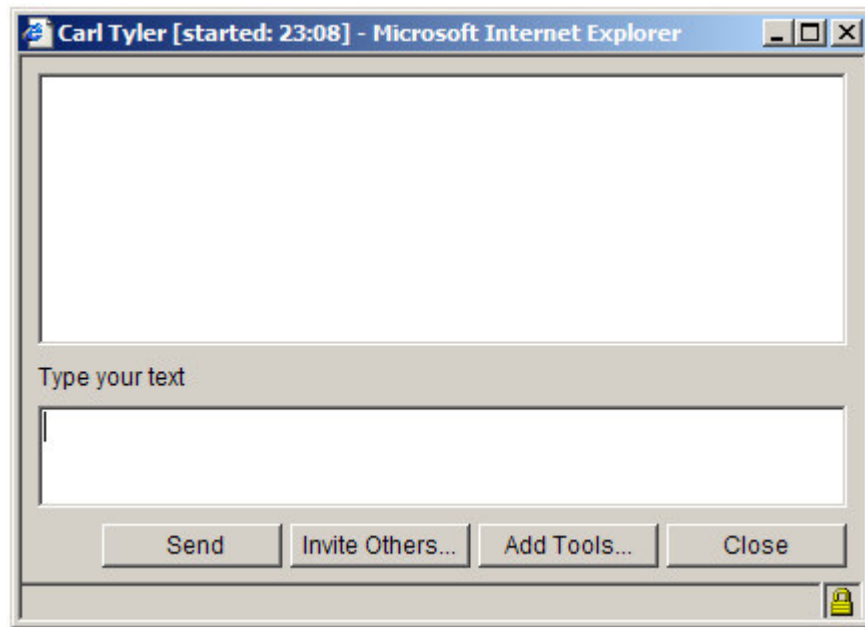 Carl Tyler [started: 23:08] - Microsoft Internet Explorer
Type your text
Send Invite Others... Add Tools... Close